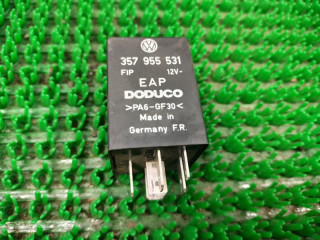 357 955 531
FIP 12V-
EAP
DODUCO
>PA6-GF30<
Made in
Germany F.R.